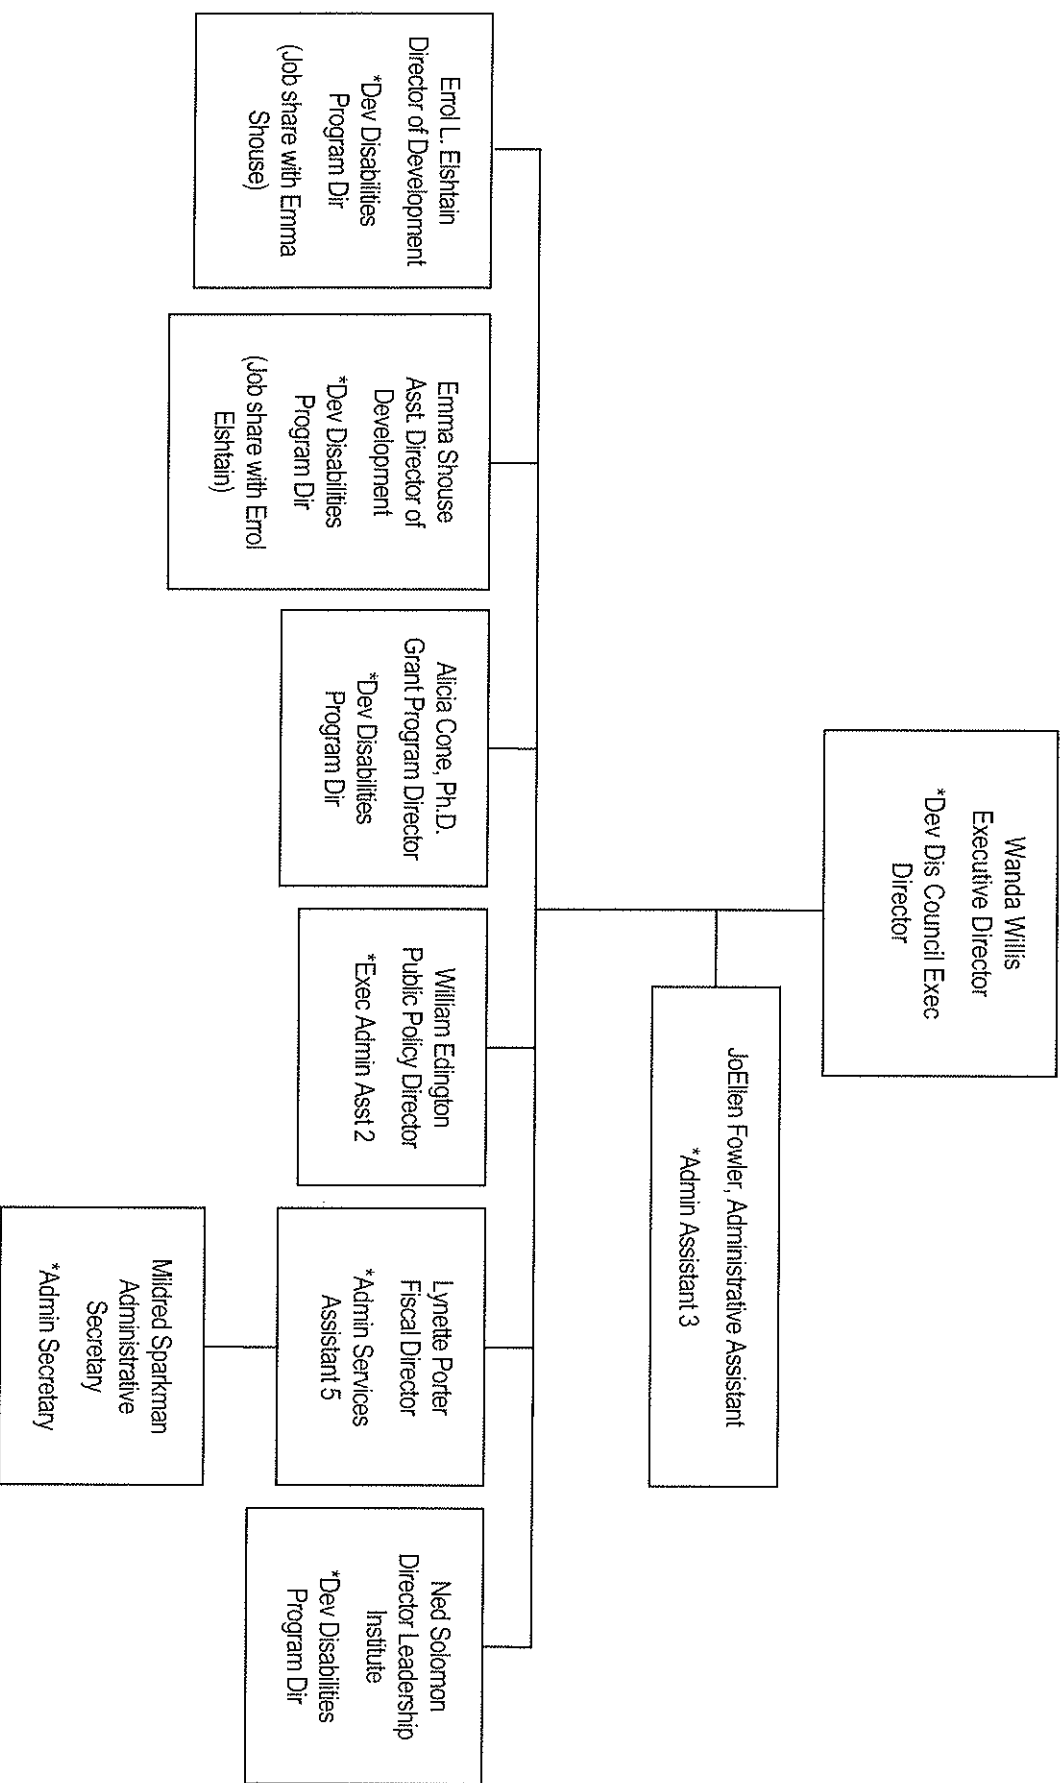 Wanda Willis
Executive Director
*Dev Dis Council Exec
Director
JoEllen Fowler, Administrative Assistant
*Admin Assistant 3
Errol L. Elshtain
Director of Development
*Dev Disabilities
Program Dir
(Job share with Emma
Shouse)
Emma Shouse
Asst. Director of
Development
*Dev Disabilities
Program Dir
(Job share with Errol
Elshtain)
Alicia Cone, Ph.D.
Grant Program Director
*Dev Disabilities
Program Dir
William Edington
Public Policy Director
*Exec Admin Asst 2
Lynette Porter
Fiscal Director
*Admin Services
Assistant 5
Ned Solomon
Director Leadership
Institute
*Dev Disabilities
Program Dir
Mildred Sparkman
Administrative
Secretary
*Admin Secretary